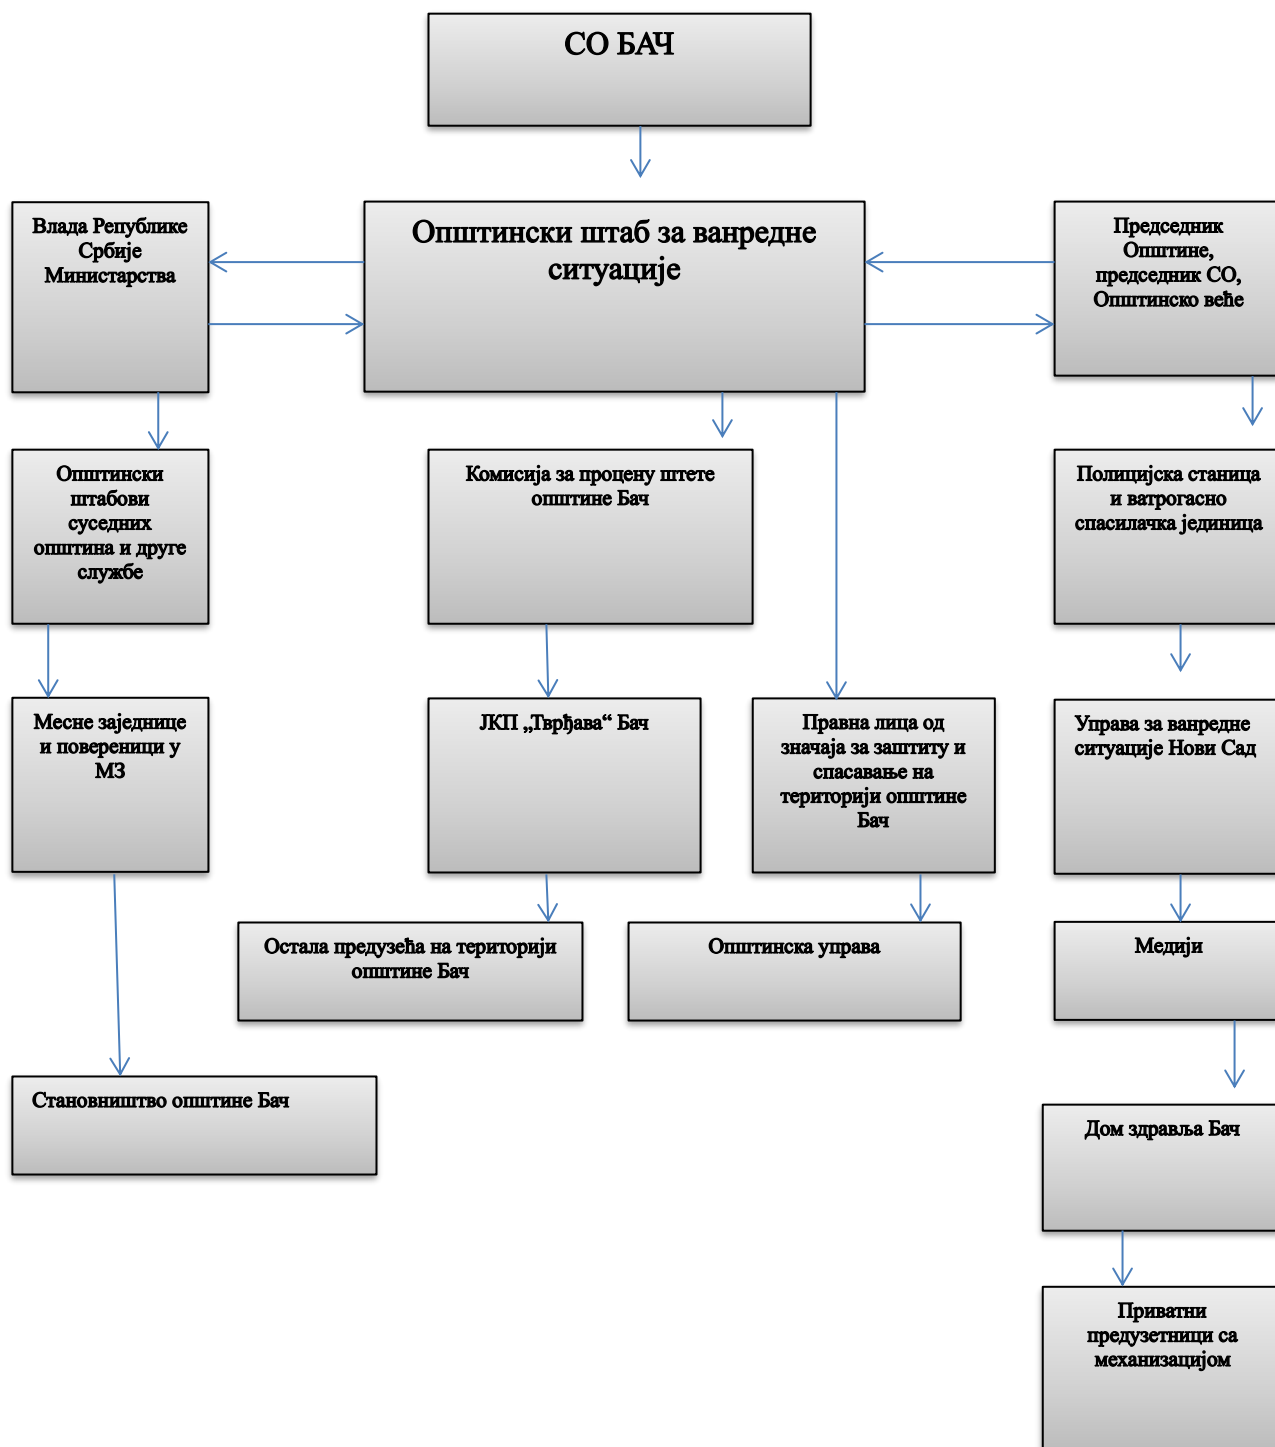 СО БАЧ
Влада Републике
Србије
Министарства
Општински штаб за ванредне
ситуације
Председник
Општине,
председник СО,
Општинско веће
Општински
штабови
суседних
општина и друге
службе
Комисија за процену штете
општине Бач
Полицијска станица
и ватрогасно
спасилачка јединица
Месне заједнице
и повереници у
МЗ
ЈКП „Тврђава“ Бач
Правна лица од
значаја за заштиту и
спасавање на
територији општине
Бач
Управа за ванредне
ситуације Нови Сад
Остала предузећа на територији
општине Бач
Општинска управа
Медији
Становништво општине Бач
Дом здравља Бач
Приватни
предузетници са
механизацијом